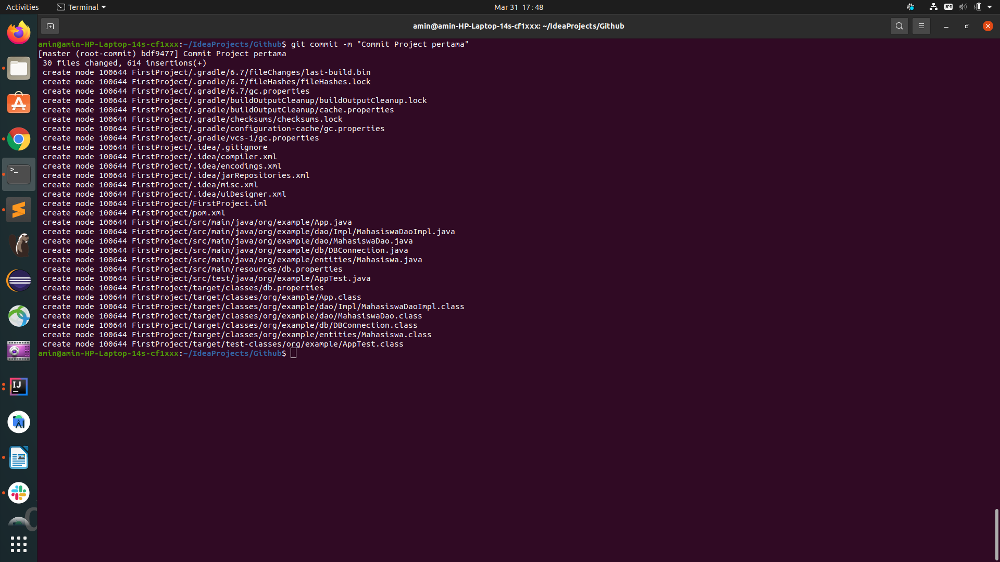 Activities
Terminal
Mar 31 17:48
VPN
amin@amin-HP-Laptop-14s-cf1xxx: ~/IdeaProjects/Github
amin@amin-HP-Laptop-14s-cf1xxx:~/IdeaProjects/Github$ git commit -m "Commit Project pertama"
[master (root-commit) bdf9477] Commit Project pertama
 30 files changed, 614 insertions(+)
 create mode 100644 FirstProject/.gradle/6.7/fileChanges/last-build.bin
 create mode 100644 FirstProject/.gradle/6.7/fileHashes/fileHashes.lock
 create mode 100644 FirstProject/.gradle/6.7/gc.properties
 create mode 100644 FirstProject/.gradle/buildOutputCleanup/buildOutputCleanup.lock
 create mode 100644 FirstProject/.gradle/buildOutputCleanup/cache.properties
 create mode 100644 FirstProject/.gradle/checksums/checksums.lock
 create mode 100644 FirstProject/.gradle/configuration-cache/gc.properties
 create mode 100644 FirstProject/.gradle/vcs-1/gc.properties
 create mode 100644 FirstProject/.idea/.gitignore
 create mode 100644 FirstProject/.idea/compiler.xml
 create mode 100644 FirstProject/.idea/encodings.xml
 create mode 100644 FirstProject/.idea/jarRepositories.xml
 create mode 100644 FirstProject/.idea/misc.xml
 create mode 100644 FirstProject/.idea/uiDesigner.xml
 create mode 100644 FirstProject/FirstProject.iml
 create mode 100644 FirstProject/pom.xml
 create mode 100644 FirstProject/src/main/java/org/example/App.java
 create mode 100644 FirstProject/src/main/java/org/example/dao/Impl/MahasiswaDaoImpl.java
 create mode 100644 FirstProject/src/main/java/org/example/dao/MahasiswaDao.java
 create mode 100644 FirstProject/src/main/java/org/example/db/DBConnection.java
 create mode 100644 FirstProject/src/main/java/org/example/entities/Mahasiswa.java
 create mode 100644 FirstProject/src/main/resources/db.properties
 create mode 100644 FirstProject/src/test/java/org/example/AppTest.java
 create mode 100644 FirstProject/target/classes/db.properties
 create mode 100644 FirstProject/target/classes/org/example/App.class
 create mode 100644 FirstProject/target/classes/org/example/dao/Impl/MahasiswaDaoImpl.class
 create mode 100644 FirstProject/target/classes/org/example/dao/MahasiswaDao.class
 create mode 100644 FirstProject/target/classes/org/example/db/DBConnection.class
 create mode 100644 FirstProject/target/classes/org/example/entities/Mahasiswa.class
 create mode 100644 FirstProject/target/test-classes/org/example/AppTest.class
amin@amin-HP-Laptop-14s-cf1xxx:~/IdeaProjects/Github$
>_
IJ